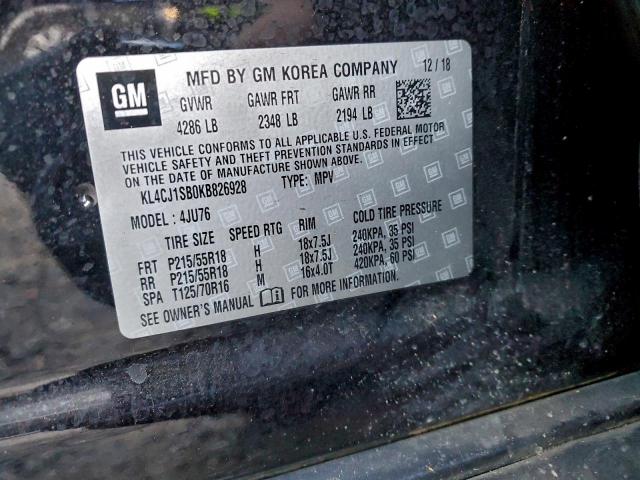 GM
MFD BY GM KOREA COMPANY 12/18
GVWR GAWR FRT GAWR RR
4286 LB 2348 LB 2194 LB
THIS VEHICLE CONFORMS TO ALL APPLICABLE U.S. FEDERAL MOTOR
VEHICLE SAFETY AND THEFT PREVENTION STANDARDS IN EFFECT
ON THE DATE OF MANUFACTURE SHOWN ABOVE.
KL4CJ1SB0KB826928 TYPE: MPV
MODEL: 4JU76
TIRE SIZE SPEED RTG RIM COLD TIRE PRESSURE
FRT P215/55R18 H 18x7.5J 240KPA, 35 PSI
RR P215/55R18 H 18x7.5J 240KPA, 35 PSI
SPA T125/70R16 M 16x4.0T 420KPA, 60 PSI
SEE OWNER'S MANUAL FOR MORE INFORMATION.